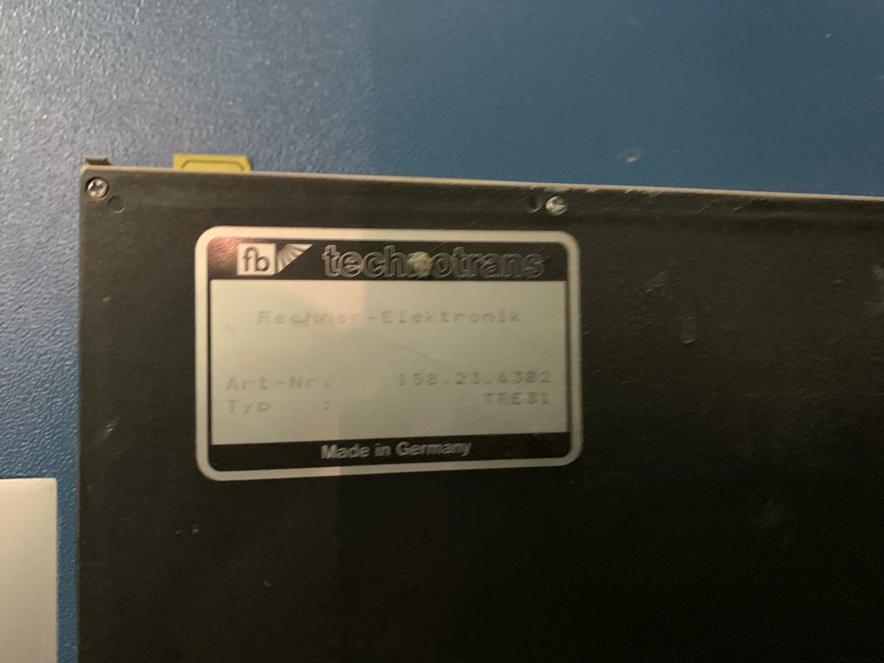 fb technotrans
Rechner-Elektronik
Art-Nr: 158.23.4382
Typ : TRE31
Made in Germany